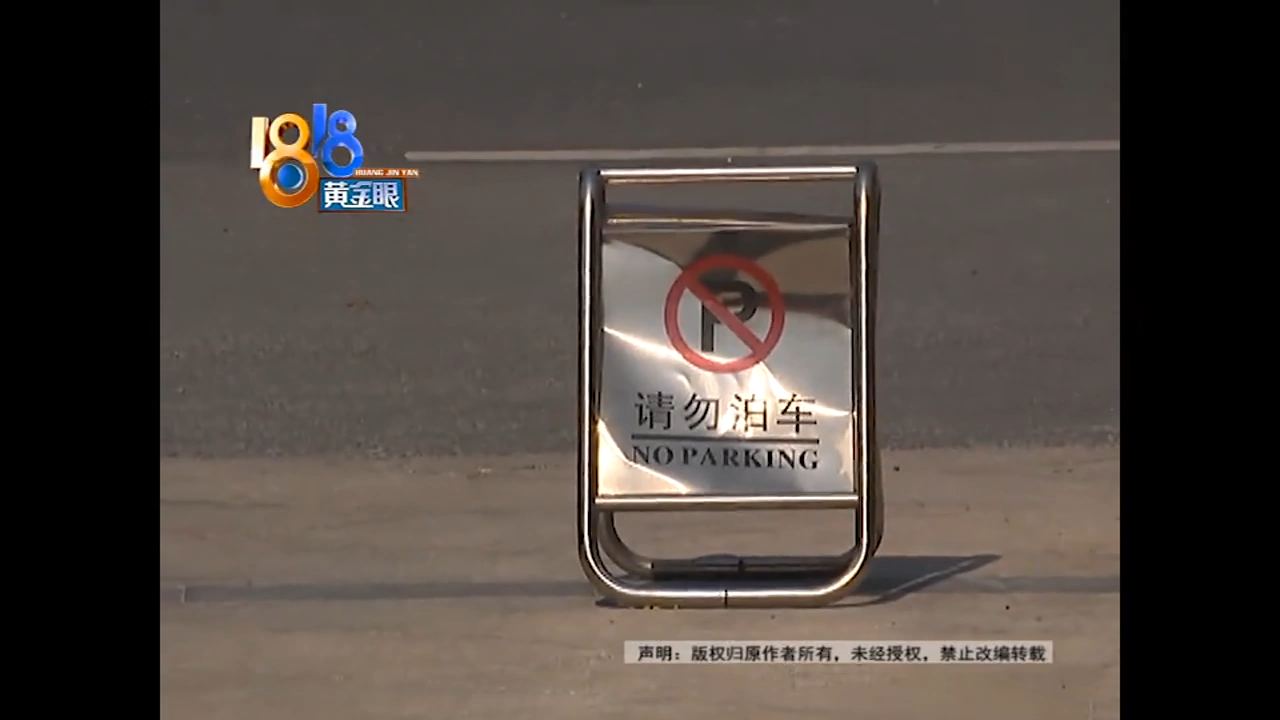 1818
HUANG JIN YAN
黄金眼
P
请勿泊车
NO PARKING
声明：版权归原作者所有，未经授权，禁止改编转载